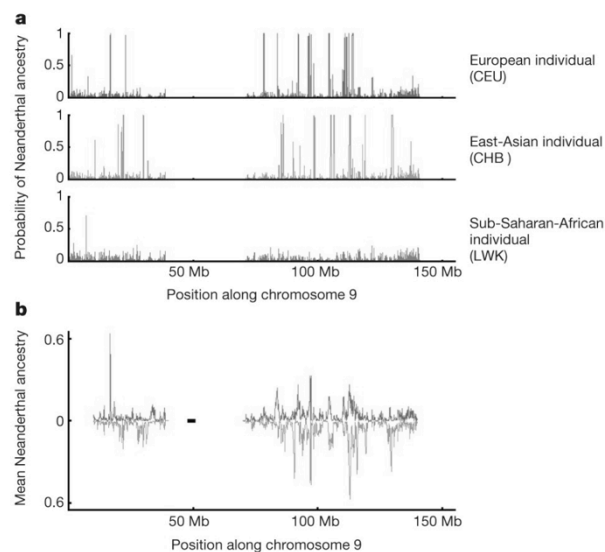 a
Probability of Neanderthal ancestry
1
0.5
0
European individual
(CEU)
1
0.5
0
East-Asian individual
(CHB )
1
0.5
0
Sub-Saharan-African
individual
(LWK)
50 Mb 100 Mb 150 Mb
Position along chromosome 9
b
Mean Neanderthal ancestry
0.6
0
0.6
50 Mb 100 Mb 150 Mb
Position along chromosome 9